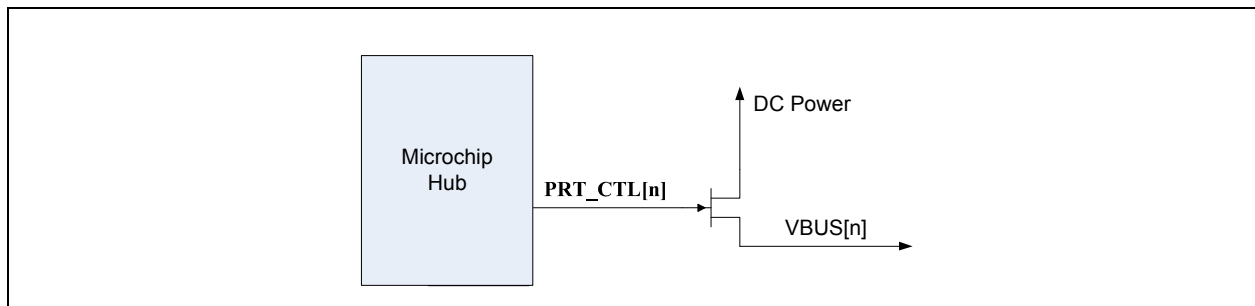 DC Power
Microchip
Hub
PRT_CTL[n]
VBUS[n]